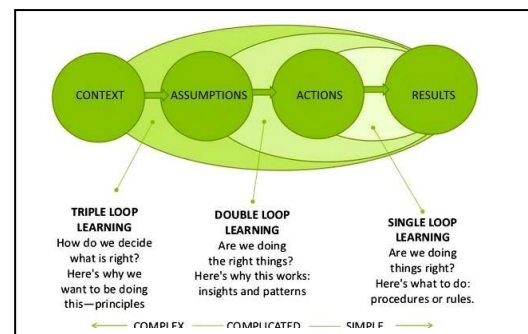 CONTEXT
ASSUMPTIONS
ACTIONS
RESULTS
TRIPLE LOOP
LEARNING
How do we decide
what is right?
Here's why we
want to be doing
this—principles
DOUBLE LOOP
LEARNING
Are we doing
the right things?
Here's why this works:
insights and patterns
SINGLE LOOP
LEARNING
Are we doing
things right?
Here's what to do:
procedures or rules.
COMPLEX
COMPLICATED
SIMPLE